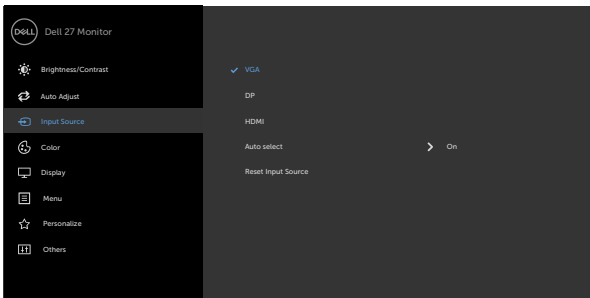 DELL Dell 27 Monitor
Brightness/Contrast
Auto Adjust
Input Source
Color
Display
Menu
Personalize
Others
VGA
DP
HDMI
Auto select On
Reset Input Source